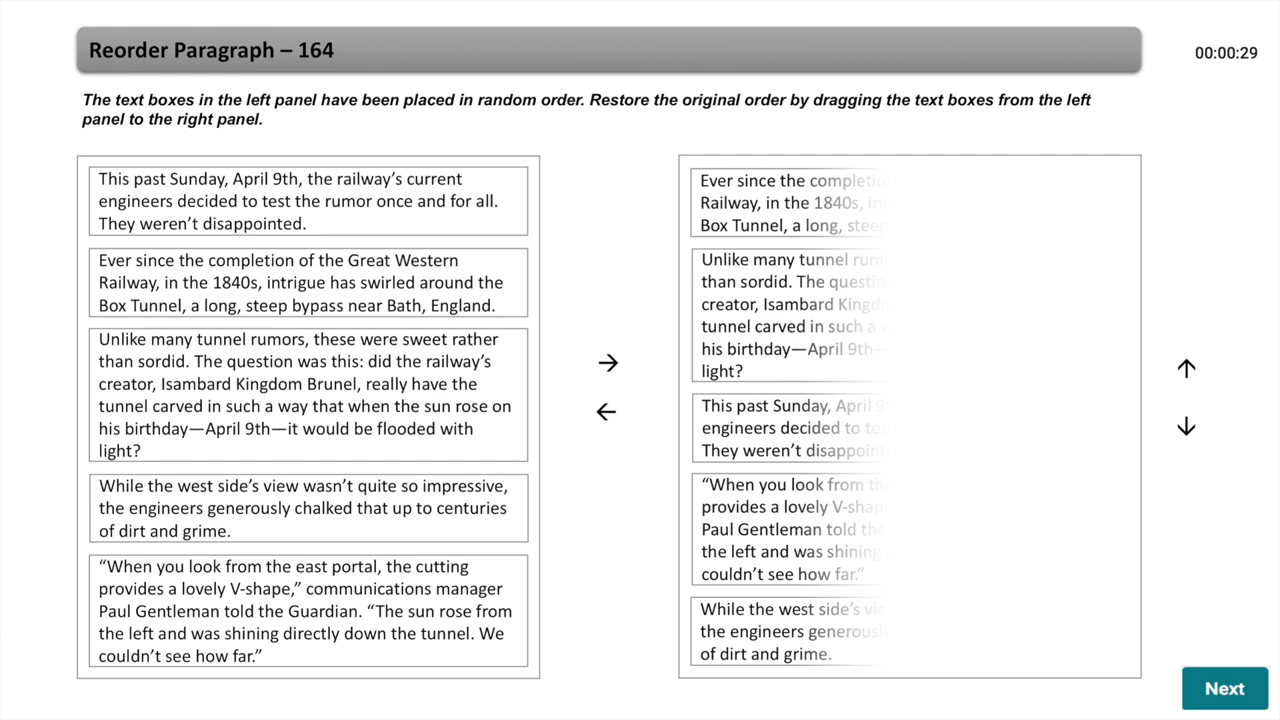 Reorder Paragraph – 164
00:00:29
The text boxes in the left panel have been placed in random order. Restore the original order by dragging the text boxes from the left
panel to the right panel.
This past Sunday, April 9th, the railway’s current
engineers decided to test the rumor once and for all.
They weren’t disappointed.
Ever since the completion of the Great Western
Railway, in the 1840s, intrigue has swirled around the
Box Tunnel, a long, steep bypass near Bath, England.
Unlike many tunnel rumors, these were sweet rather
than sordid. The question was this: did the railway’s
creator, Isambard Kingdom Brunel, really have the
tunnel carved in such a way that when the sun rose on
his birthday—April 9th—it would be flooded with
light?
While the west side’s view wasn’t quite so impressive,
the engineers generously chalked that up to centuries
of dirt and grime.
“When you look from the east portal, the cutting
provides a lovely V-shape,” communications manager
Paul Gentleman told the Guardian. “The sun rose from
the left and was shining directly down the tunnel. We
couldn’t see how far.”
Ever since the
Railway, in the 1840s,
Box Tunnel, a long, steep
Unlike many tunnel
than sordid. The
creator, Isambard
tunnel carved in such a
his birthday—April 9th—
light?
This past Sunday, April
engineers decided to
They weren’t
“When you look from
provides a lovely
Paul Gentleman told the
the left and was shining
couldn’t see how far.”
While the west side’s
the engineers
of dirt and grime.
Next